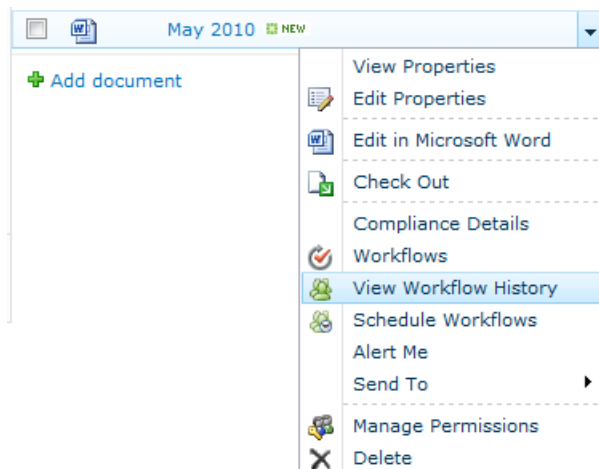 May 2010 NEW
Add document
View Properties
Edit Properties
Edit in Microsoft Word
Check Out
Compliance Details
Workflows
View Workflow History
Schedule Workflows
Alert Me
Send To
Manage Permissions
Delete